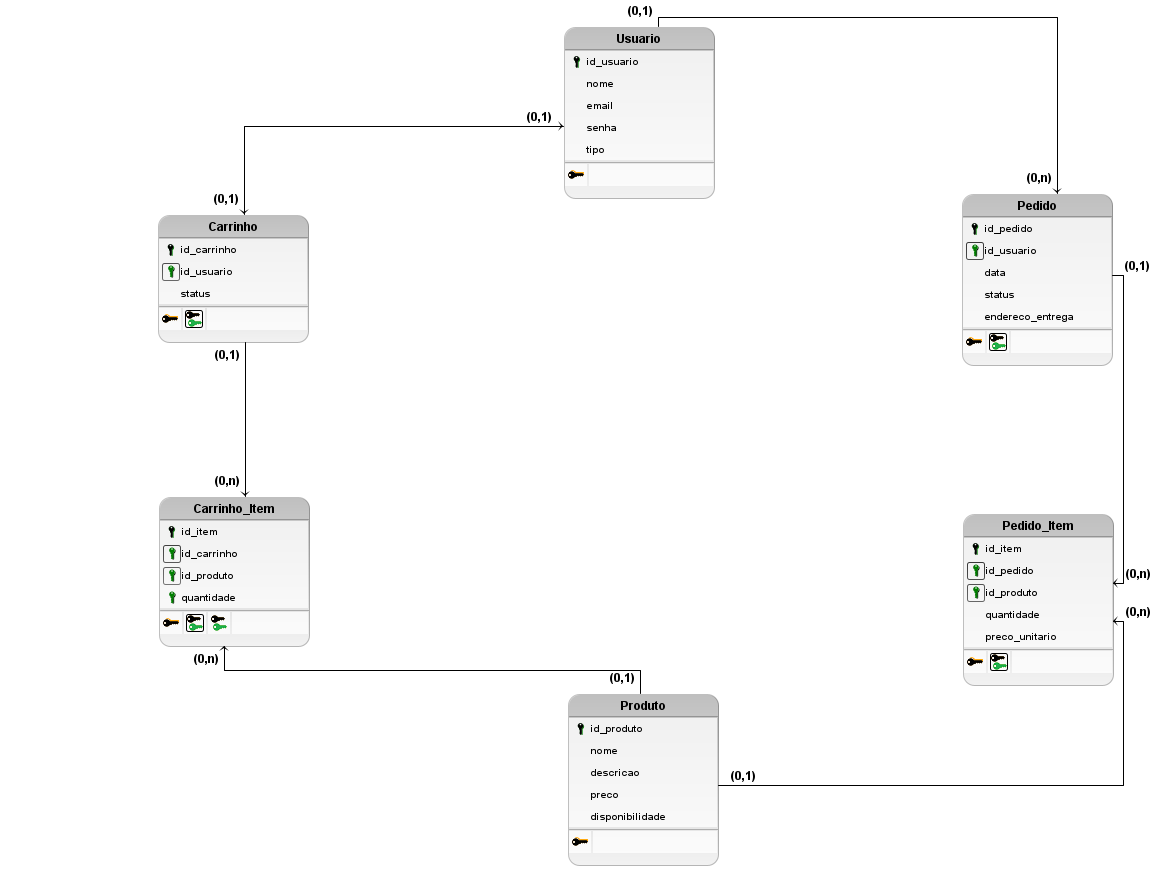 (0,1)
Usuario
id_usuario
nome
email
senha
tipo
(0,1)
(0,1)
(0,n)
Carrinho
id_carrinho
id_usuario
status
(0,1)
Pedido
id_pedido
id_usuario
data
status
endereco_entrega
(0,1)
(0,n)
Carrinho_Item
id_item
id_carrinho
id_produto
quantidade
(0,n)
Pedido_Item
id_item
id_pedido
id_produto
quantidade
preco_unitario
(0,n)
(0,n)
(0,1)
Produto
id_produto
nome
descricao
preco
disponibilidade
(0,1)